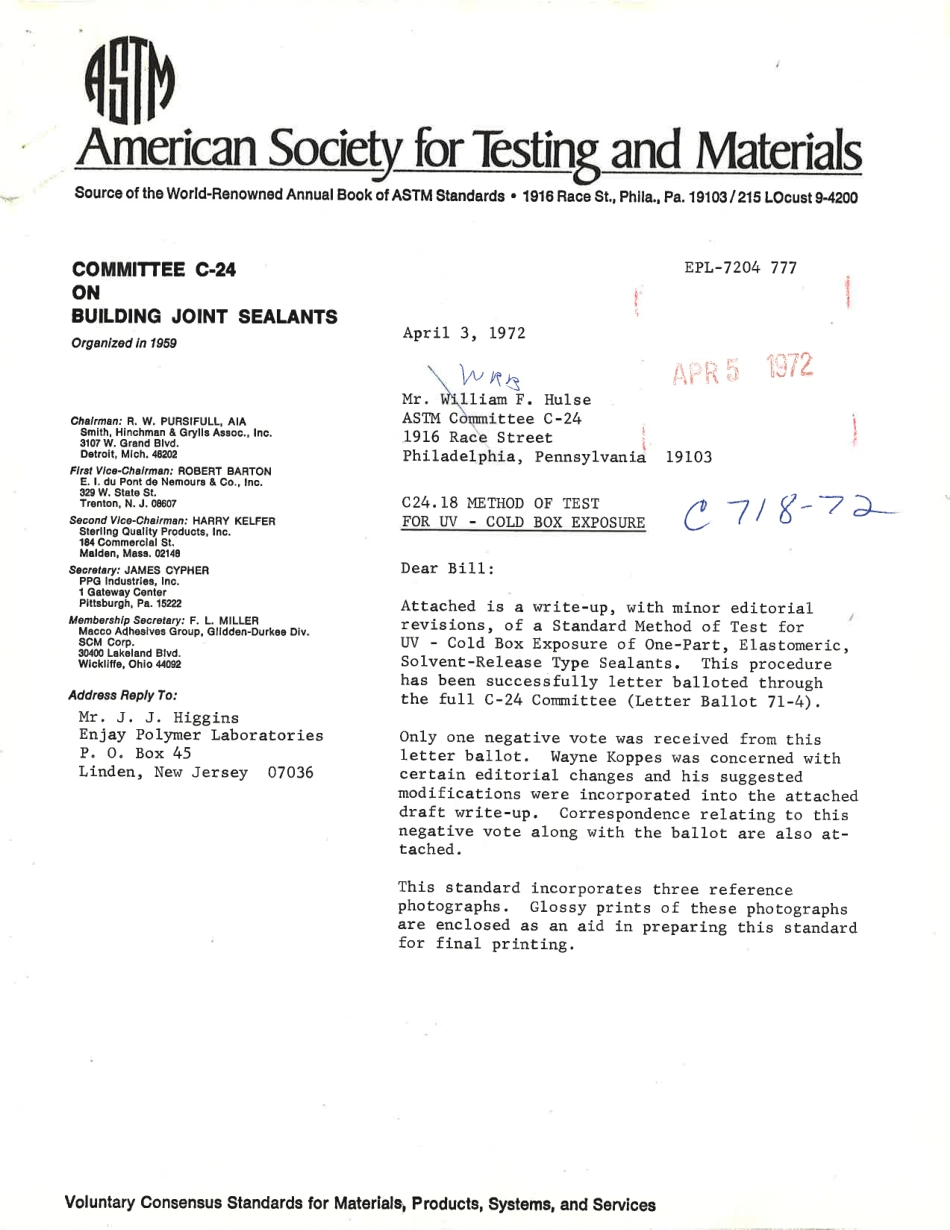 ASTM
American Society for Testing and Materials
Source of the World-Renowned Annual Book of ASTM Standards • 1916 Race St., Phila., Pa. 19103 / 215 LOcust 9-4200
COMMITTEE C-24
ON
BUILDING JOINT SEALANTS
Organized in 1959
Chairman: R. W. PURSIFULL, AIA
Smith, Hinchman & Grylls Assoc., Inc.
3107 W. Grand Blvd.
Detroit, Mich. 48202
First Vice-Chairman: ROBERT BARTON
E. I. du Pont de Nemours & Co., Inc.
329 W. State St.
Trenton, N. J. 08607
Second Vice-Chairman: HARRY KELFER
Sterling Quality Products, Inc.
184 Commercial St.
Malden, Mass. 02148
Secretary: JAMES CYPHER
PPG Industries, Inc.
1 Gateway Center
Pittsburgh, Pa. 15222
Membership Secretary: F. L. MILLER
Macco Adhesives Group, Glidden-Durkee Div.
SCM Corp.
30400 Lakeland Blvd.
Wickliffe, Ohio 44092
Address Reply To:
Mr. J. J. Higgins
Enjay Polymer Laboratories
P. O. Box 45
Linden, New Jersey 07036
EPL-7204 777
April 3, 1972
APR 5 1972
WRB
Mr. William F. Hulse
ASTM Committee C-24
1916 Race Street
Philadelphia, Pennsylvania 19103
C24.18 METHOD OF TEST
FOR UV - COLD BOX EXPOSURE
C 718-72
Dear Bill:
Attached is a write-up, with minor editorial
revisions, of a Standard Method of Test for
UV - Cold Box Exposure of One-Part, Elastomeric,
Solvent-Release Type Sealants. This procedure
has been successfully letter balloted through
the full C-24 Committee (Letter Ballot 71-4).
Only one negative vote was received from this
letter ballot. Wayne Koppes was concerned with
certain editorial changes and his suggested
modifications were incorporated into the attached
draft write-up. Correspondence relating to this
negative vote along with the ballot are also at-
tached.
This standard incorporates three reference
photographs. Glossy prints of these photographs
are enclosed as an aid in preparing this standard
for final printing.
Voluntary Consensus Standards for Materials, Products, Systems, and Services